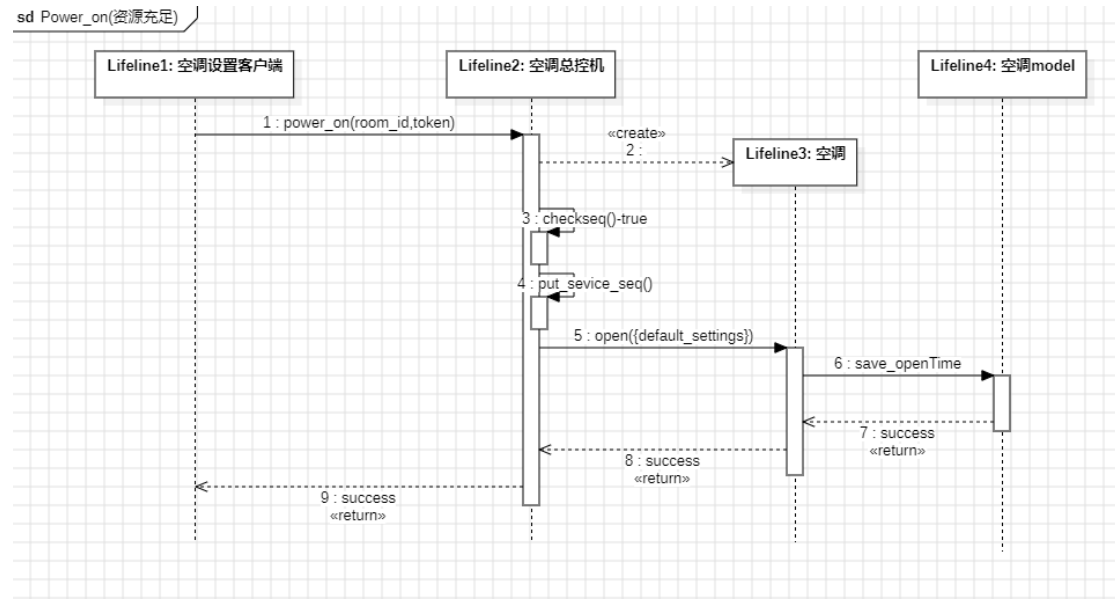 sd Power_on(资源充足)
Lifeline1: 空调设置客户端
Lifeline2: 空调总控机
Lifeline4: 空调model
1 : power_on(room_id,token)
«create»
2 :
Lifeline3: 空调
3 : checkseq()-true
4 : put_sevice_seq()
5 : open({default_settings})
6 : save_openTime
7 : success
«return»
8 : success
«return»
9 : success
«return»